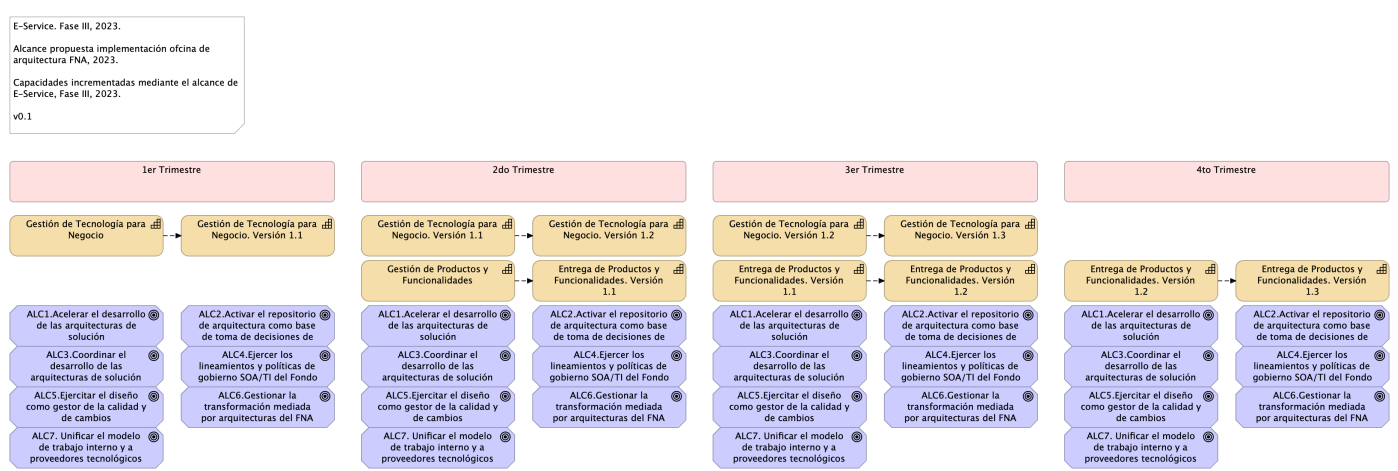 E-Service. Fase III, 2023.
Alcance propuesta implementación ofcina de
arquitectura FNA, 2023.
Capacidades incrementadas mediante el alcance de
E-Service, Fase III, 2023.
v0.1
1er Trimestre
Gestión de Tecnología para
Negocio
Gestión de Tecnología para
Negocio. Versión 1.1
ALC1.Acelerar el desarrollo
de las arquitecturas de
solución
ALC2.Activar el repositorio
de arquitectura como base
de toma de decisiones de
ALC3.Coordinar el
desarrollo de las
arquitecturas de solución
ALC4.Ejercer los
lineamientos y políticas de
gobierno SOA/TI del Fondo
ALC5.Ejercitar el diseño
como gestor de la calidad y
de cambios
ALC6.Gestionar la
transformación mediada
por arquitecturas del FNA
ALC7. Unificar el modelo
de trabajo interno y a
proveedores tecnológicos
2do Trimestre
Gestión de Tecnología para
Negocio. Versión 1.1
Gestión de Tecnología para
Negocio. Versión 1.2
Gestión de Productos y
Funcionalidades
Entrega de Productos y
Funcionalidades. Versión
1.1
ALC1.Acelerar el desarrollo
de las arquitecturas de
solución
ALC2.Activar el repositorio
de arquitectura como base
de toma de decisiones de
ALC3.Coordinar el
desarrollo de las
arquitecturas de solución
ALC4.Ejercer los
lineamientos y políticas de
gobierno SOA/TI del Fondo
ALC5.Ejercitar el diseño
como gestor de la calidad y
de cambios
ALC6.Gestionar la
transformación mediada
por arquitecturas del FNA
ALC7. Unificar el modelo
de trabajo interno y a
proveedores tecnológicos
3er Trimestre
Gestión de Tecnología para
Negocio. Versión 1.2
Gestión de Tecnología para
Negocio. Versión 1.3
Entrega de Productos y
Funcionalidades. Versión
1.1
Entrega de Productos y
Funcionalidades. Versión
1.2
ALC1.Acelerar el desarrollo
de las arquitecturas de
solución
ALC2.Activar el repositorio
de arquitectura como base
de toma de decisiones de
ALC3.Coordinar el
desarrollo de las
arquitecturas de solución
ALC4.Ejercer los
lineamientos y políticas de
gobierno SOA/TI del Fondo
ALC5.Ejercitar el diseño
como gestor de la calidad y
de cambios
ALC6.Gestionar la
transformación mediada
por arquitecturas del FNA
ALC7. Unificar el modelo
de trabajo interno y a
proveedores tecnológicos
4to Trimestre
Entrega de Productos y
Funcionalidades. Versión
1.2
Entrega de Productos y
Funcionalidades. Versión
1.3
ALC1.Acelerar el desarrollo
de las arquitecturas de
solución
ALC2.Activar el repositorio
de arquitectura como base
de toma de decisiones de
ALC3.Coordinar el
desarrollo de las
arquitecturas de solución
ALC4.Ejercer los
lineamientos y políticas de
gobierno SOA/TI del Fondo
ALC5.Ejercitar el diseño
como gestor de la calidad y
de cambios
ALC6.Gestionar la
transformación mediada
por arquitecturas del FNA
ALC7. Unificar el modelo
de trabajo interno y a
proveedores tecnológicos